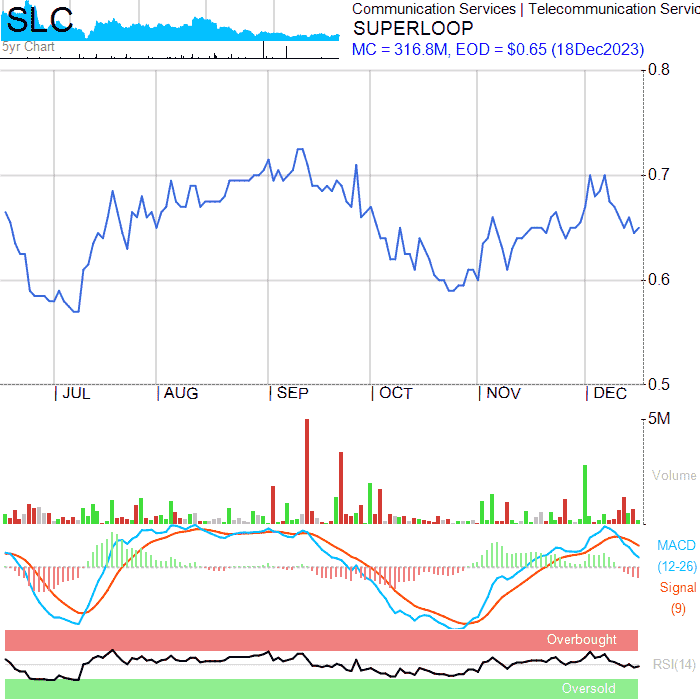 SLC
5yr Chart
Communication Services | Telecommunication Servic
SUPERLOOP
MC = 316.8M, EOD = $0.65 (18Dec2023)
0.8
0.7
0.6
0.5
JUL
AUG
SEP
OCT
NOV
DEC
5M
Volume
MACD
(12-26)
Signal
(9)
Overbought
RSI(14)
Oversold